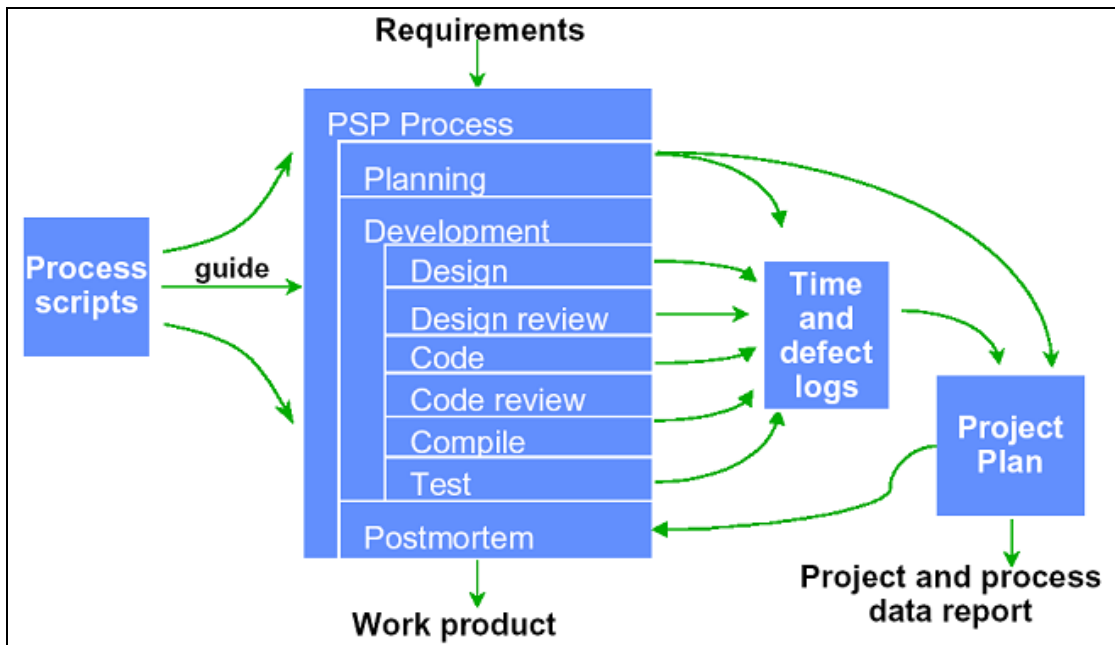 Requirements
PSP Process
Planning
Development
Design
Design review
Code
Code review
Compile
Test
Postmortem
Process
scripts
guide
Time
and
defect
logs
Project
Plan
Work product
Project and process
data report